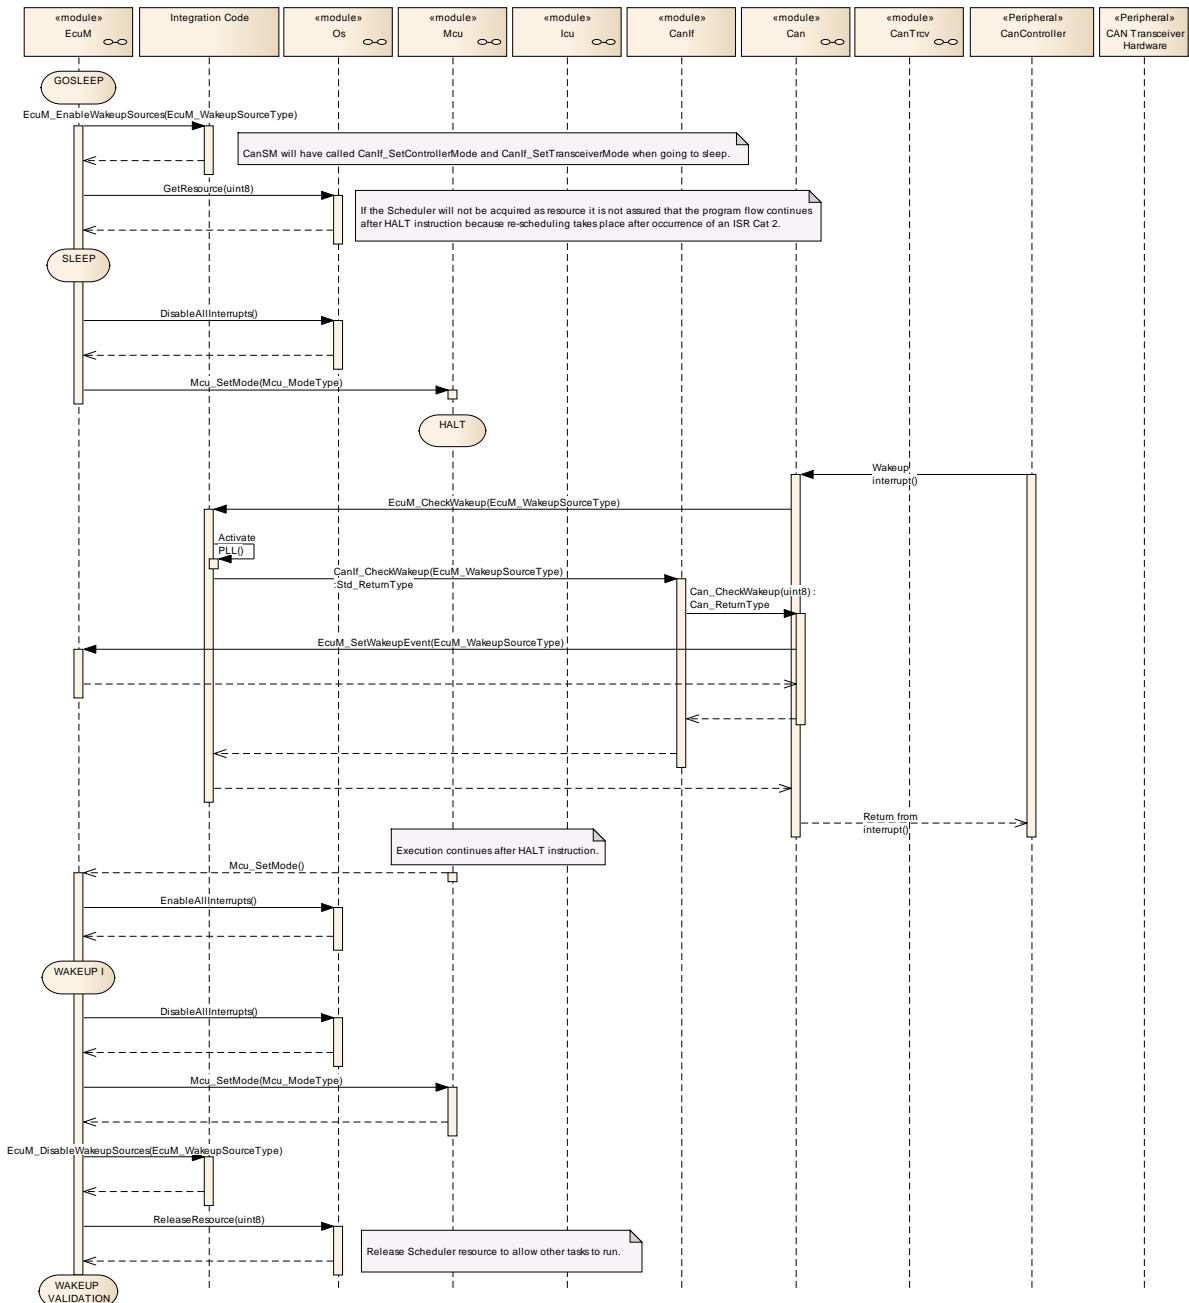 «module»
EcuM
Integration Code
«module»
Os
«module»
Mcu
«module»
Icu
«module»
CanIf
«module»
Can
«module»
CanTrcv
«Peripheral»
CanController
«Peripheral»
CAN Transceiver
Hardware
GOSLEEP
EcuM_EnableWakeupSources(EcuM_WakeupSourceType)
CanSM will have called CanIf_SetControllerMode and CanIf_SetTransceiverMode when going to sleep.
GetResource(uint8)
If the Scheduler will not be acquired as resource it is not assured that the program flow continues
after HALT instruction because re-scheduling takes place after occurrence of an ISR Cat 2.
SLEEP
DisableAllInterrupts()
Mcu_SetMode(Mcu_ModeType)
HALT
Wakeup
interrupt()
EcuM_CheckWakeup(EcuM_WakeupSourceType)
Activate
PLL()
CanIf_CheckWakeup(EcuM_WakeupSourceType)
:Std_ReturnType
Can_CheckWakeup(uint8) :
Can_ReturnType
EcuM_SetWakeupEvent(EcuM_WakeupSourceType)
Return from
interrupt()
Execution continues after HALT instruction.
Mcu_SetMode()
EnableAllInterrupts()
WAKEUP I
DisableAllInterrupts()
Mcu_SetMode(Mcu_ModeType)
EcuM_DisableWakeupSources(EcuM_WakeupSourceType)
ReleaseResource(uint8)
Release Scheduler resource to allow other tasks to run.
WAKEUP
VALIDATION